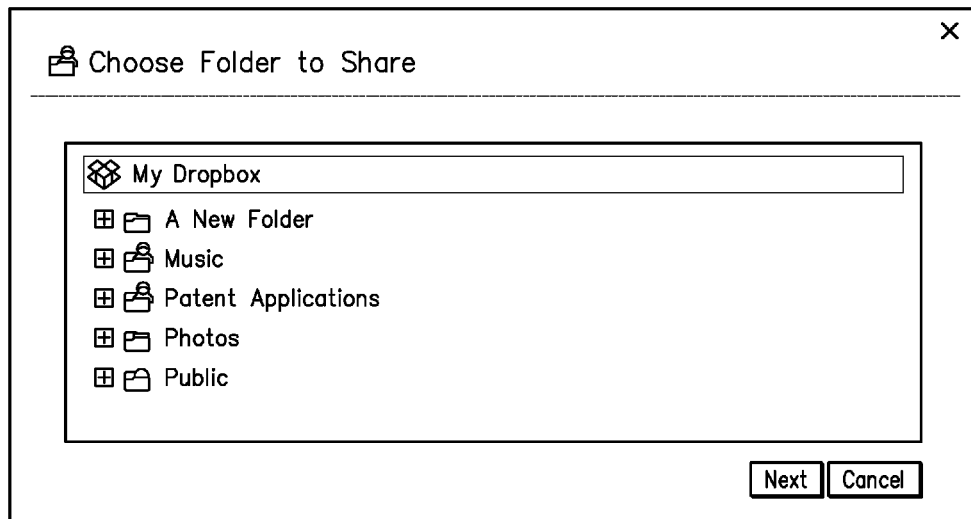 Choose Folder to Share
My Dropbox
A New Folder
Music
Patent Applications
Photos
Public
Next Cancel